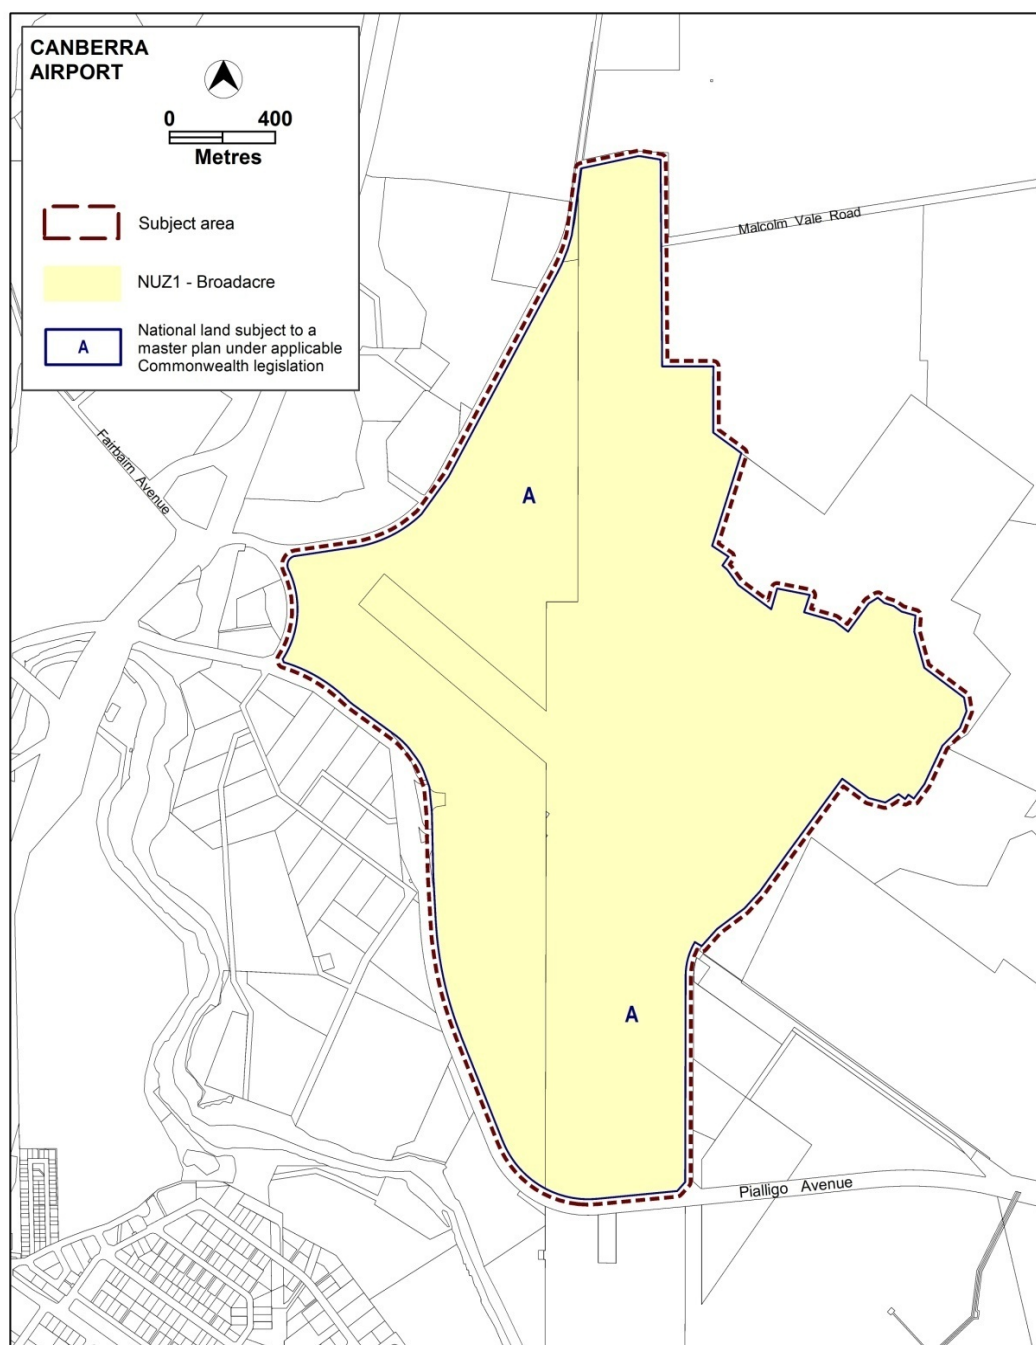 CANBERRA
AIRPORT
0 400
Metres
Subject area
NUZ1 - Broadacre
A
National land subject to a
master plan under applicable
Commonwealth legislation
Malcolm Vale Road
Fairbairn Avenue
A
A
Pialligo Avenue